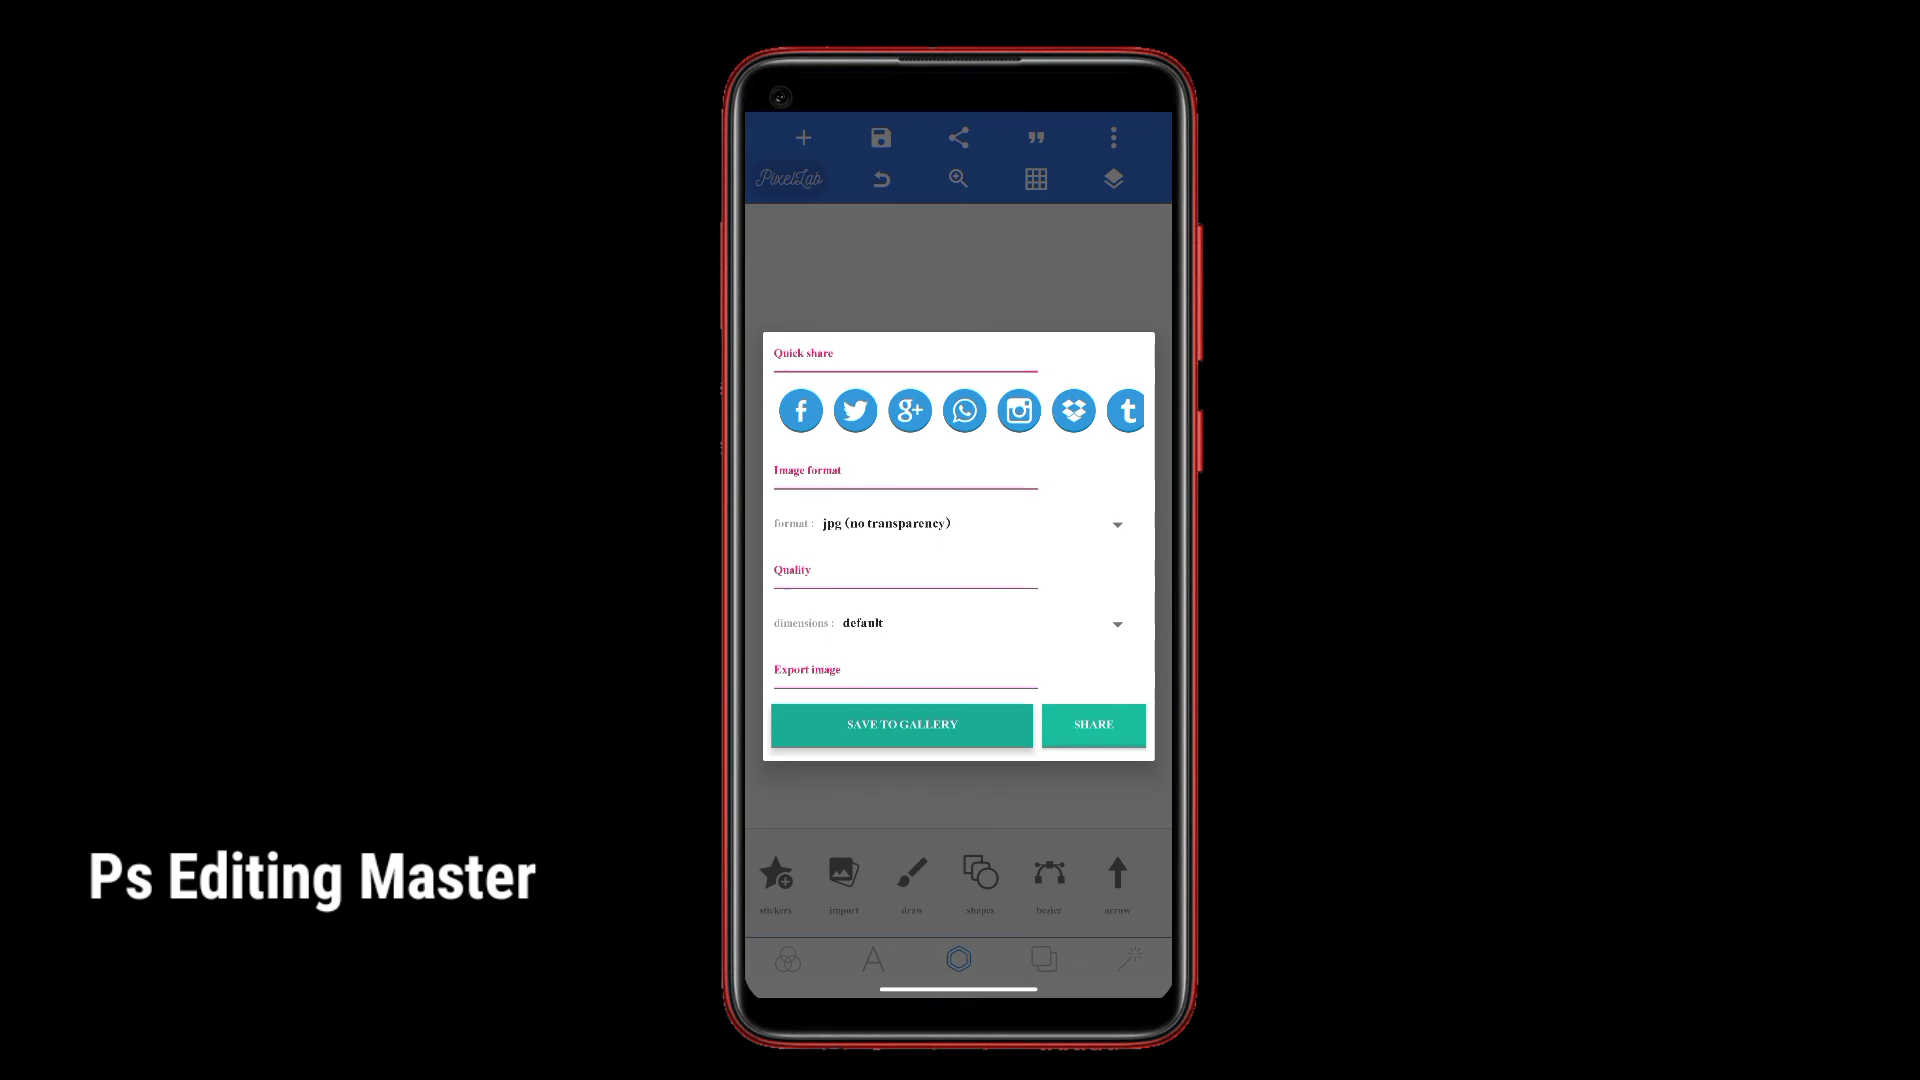 PixelLab
Quick share
Image format
format : jpg (no transparency)
Quality
dimensions : default
Export image
SAVE TO GALLERY SHARE
stickers import draw shapes bezier arrow
Ps Editing Master